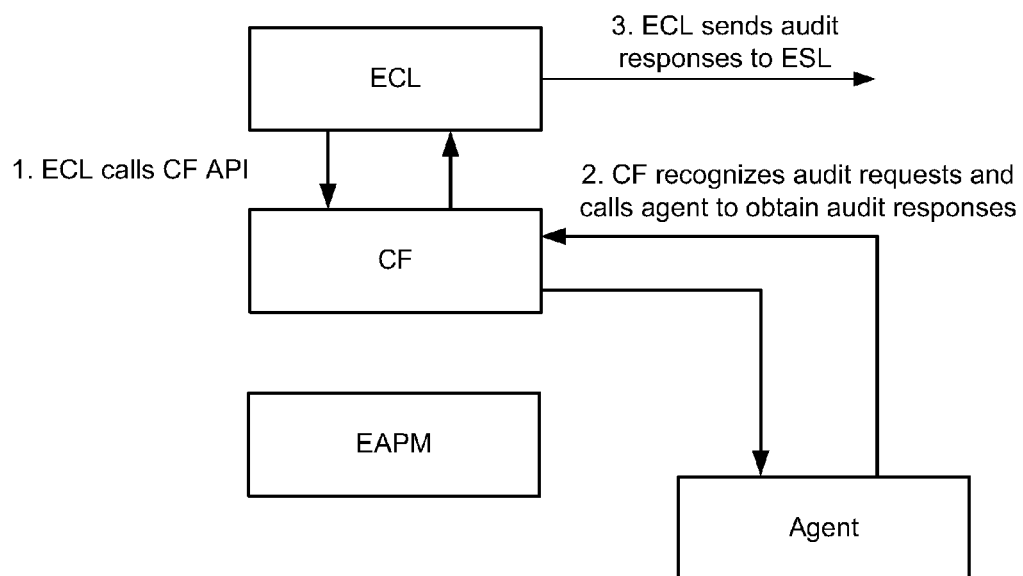 3. ECL sends audit
responses to ESL
ECL
1. ECL calls CF API
2. CF recognizes audit requests and
calls agent to obtain audit responses
CF
EAPM
Agent